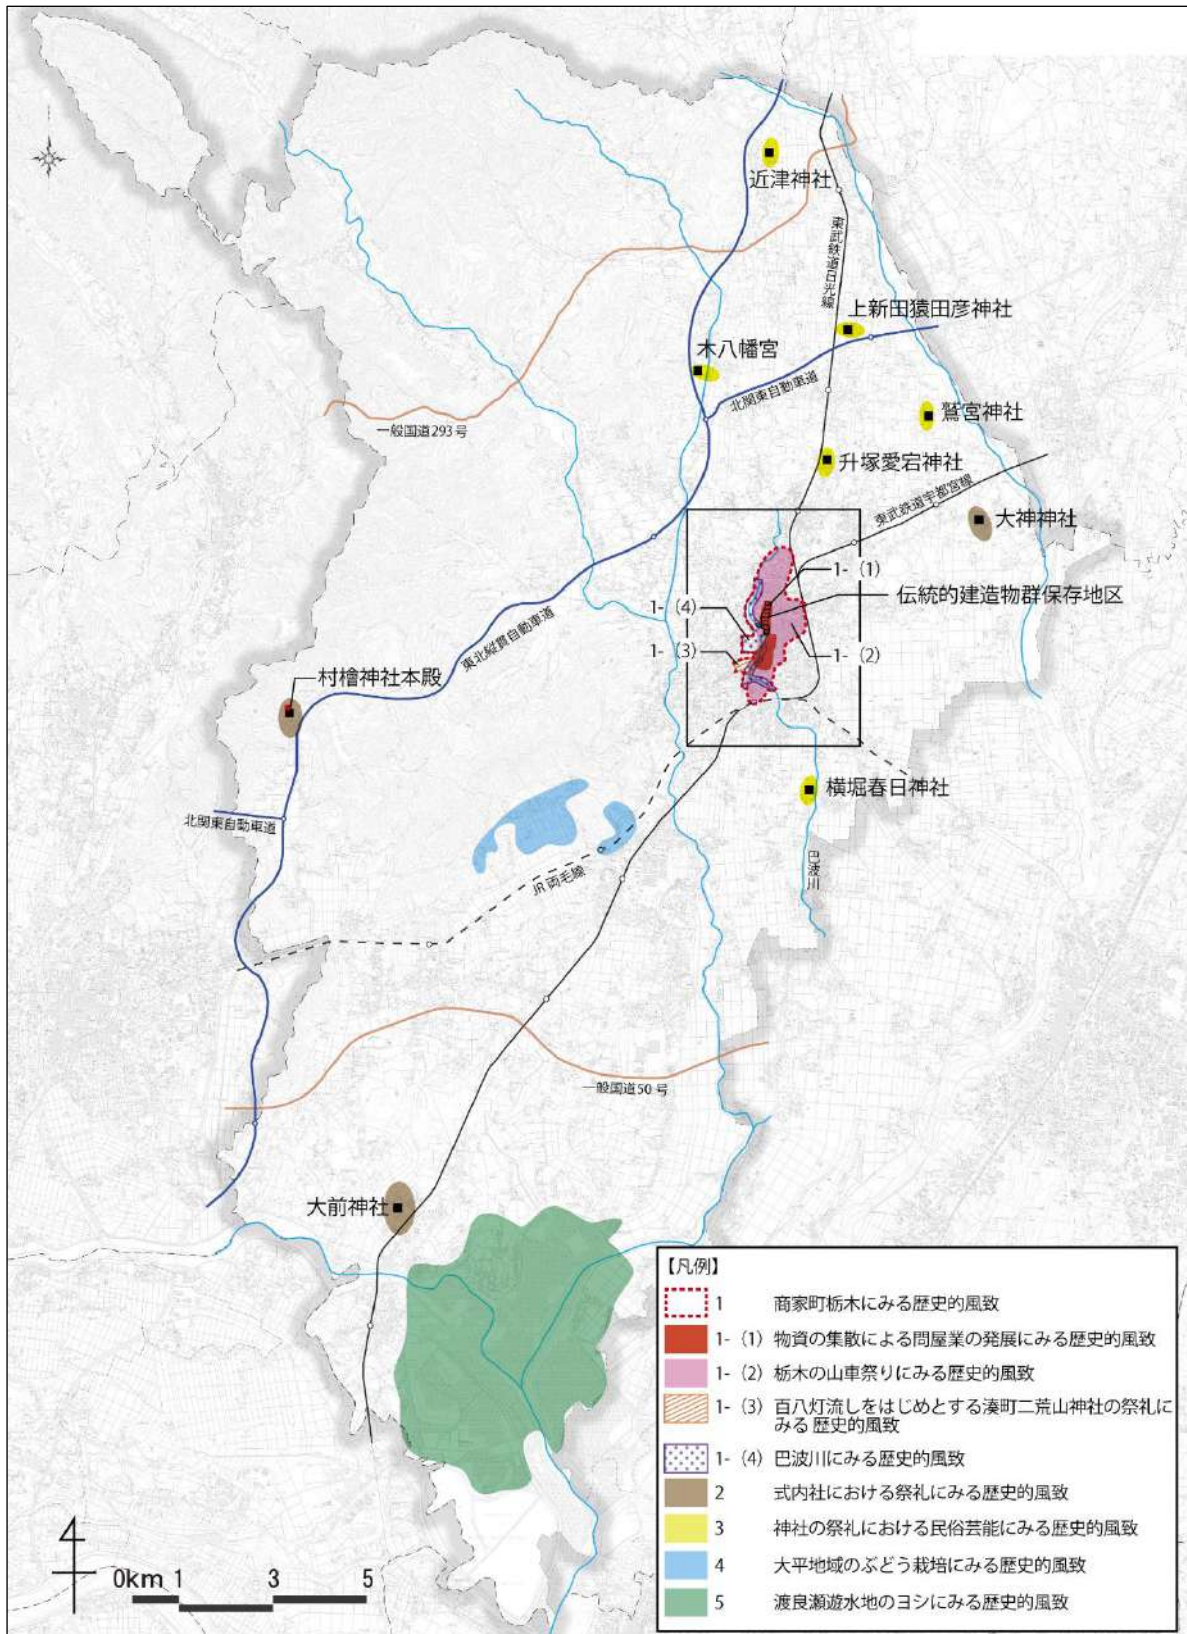 近津神社
東武鉄道日光線
上新田猿田彦神社
木八幡宮
北関東自動車道
鷲宮神社
一般国道293号
升塚愛宕神社
東武鉄道宇都宮線
大神神社
1-（1）
伝統的建造物群保存地区
1-（4）
1-（3）
1-（2）
東北縦貫自動車道
村檜神社本殿
横堀春日神社
北関東自動車道
巴波川
JR両毛線
一般国道50号
大前神社
【凡例】
1 商家町栃木にみる歴史的風致
1-（1）物資の集散による問屋業の発展にみる歴史的風致
1-（2）栃木の山車祭りにみる歴史的風致
1-（3）百八灯流しをはじめとする湊町二荒山神社の祭礼に
みる歴史的風致
1-（4）巴波川にみる歴史的風致
2 式内社における祭礼にみる歴史的風致
3 神社の祭礼における民俗芸能にみる歴史的風致
4 大平地域のぶどう栽培にみる歴史的風致
5 渡良瀬遊水地のヨシにみる歴史的風致
0km 1 3 5